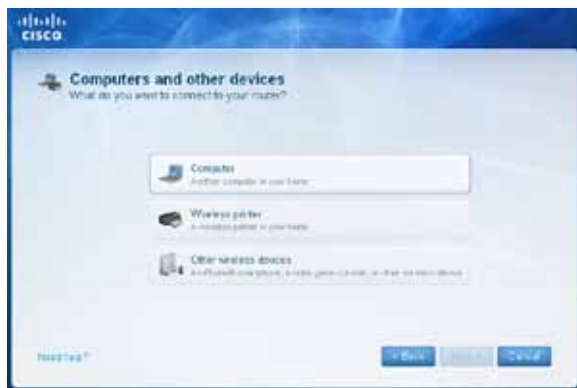 cisco
Computers and other devices
What do you want to connect to your router?
Computer
Another computer in your home
Wireless printer
A wireless printer in your home
Other wireless devices
Need help?
Back
Next
Cancel